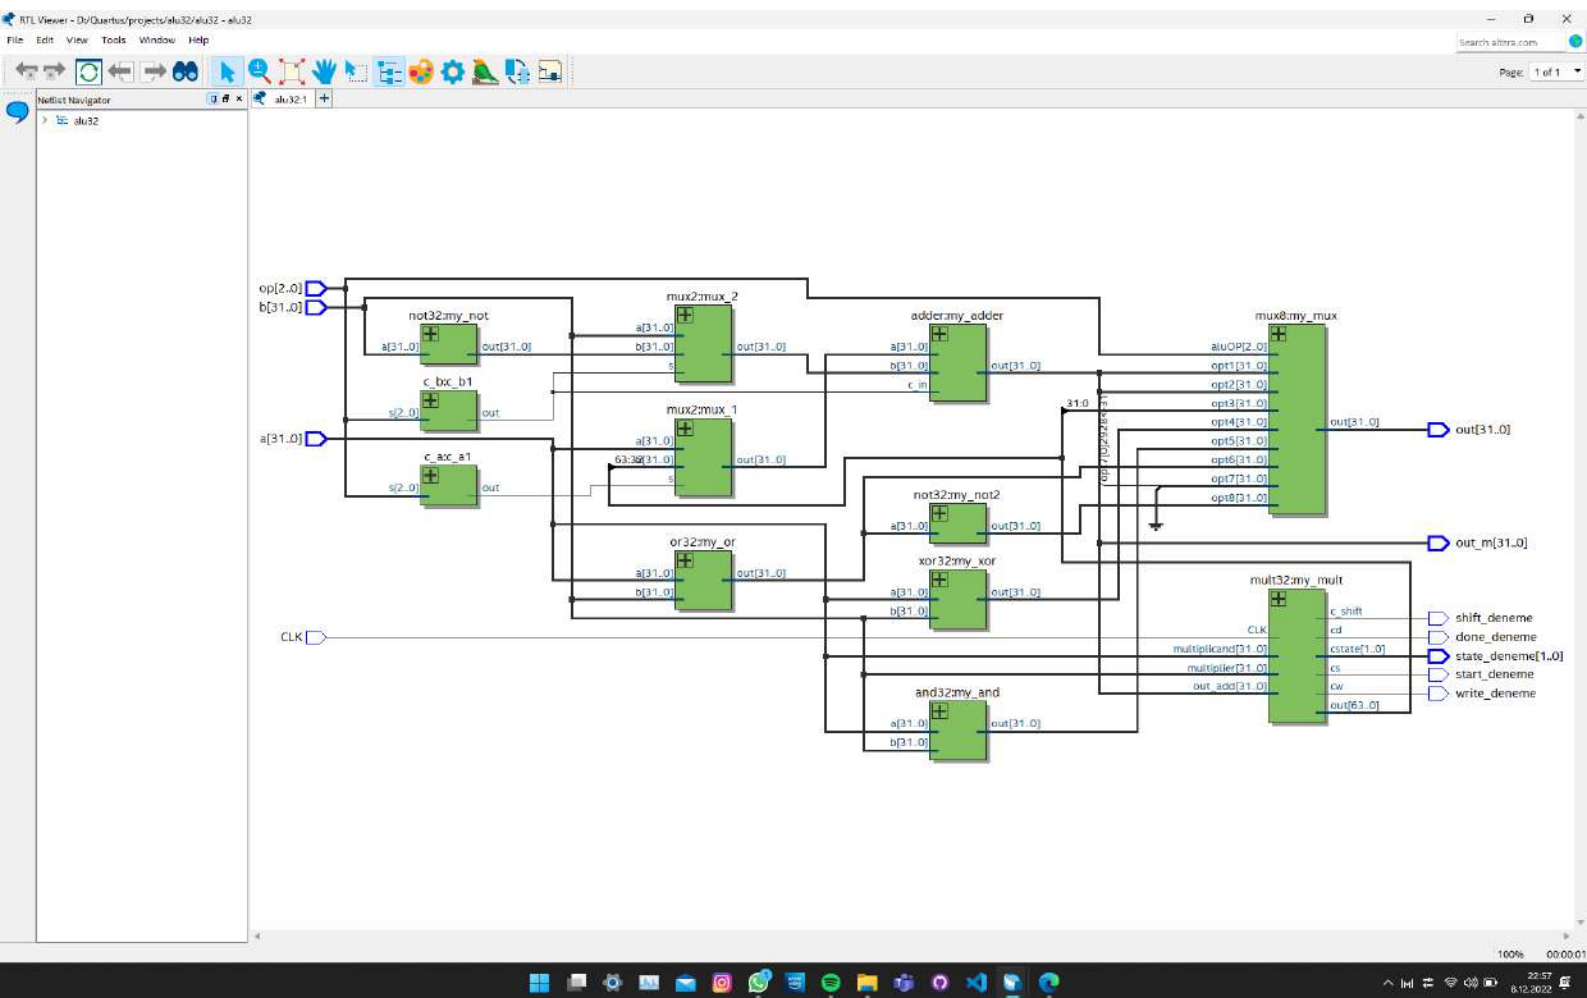 RTL Viewer - D:/Quartus/projects/alu32/alu32 - alu32
File Edit View Tools Window Help
Search altera.com
Page: 1 of 1
Netlist Navigator
alu32:1
alu32
op[2..0]
b[31..0]
a[31..0]
CLK
not32:my_not
a[31..0] out[31..0]
c_b:c_b1
s[2..0] out
c_a:c_a1
s[2..0] out
mux2:mux_2
a[31..0]
b[31..0] out[31..0]
s
mux2:mux_1
a[31..0]
63:32 b[31..0] out[31..0]
s
or32:my_or
a[31..0] out[31..0]
b[31..0]
adder:my_adder
a[31..0]
b[31..0] out[31..0]
c_in
31:0
not32:my_not2
a[31..0] out[31..0]
xor32:my_xor
a[31..0] out[31..0]
b[31..0]
and32:my_and
a[31..0] out[31..0]
b[31..0]
mux8:my_mux
aluOP[2..0]
opt1[31..0]
opt2[31..0]
opt3[31..0]
opt4[31..0] out[31..0]
opt5[31..0]
opt6[31..0]
opt7[31..0]
opt8[31..0]
out[31..0]
out_m[31..0]
mult32:my_mult
c_shift
CLK cd
multiplicand[31..0] cstate[1..0]
multiplier[31..0] cs
out_add[31..0] cw
out[63..0]
shift_deneme
done_deneme
state_deneme[1..0]
start_deneme
write_deneme
100% 00:00:01
22:57
8.12.2022